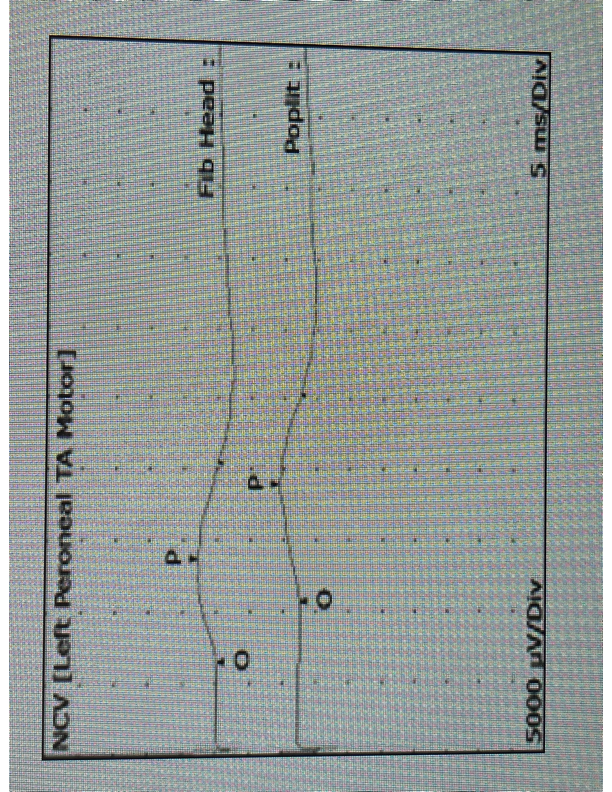 NCV [Left Peroneal TA Motor]
Fib Head :
P
O
Poplit :
P
O
5000 µV/Div
5 ms/Div